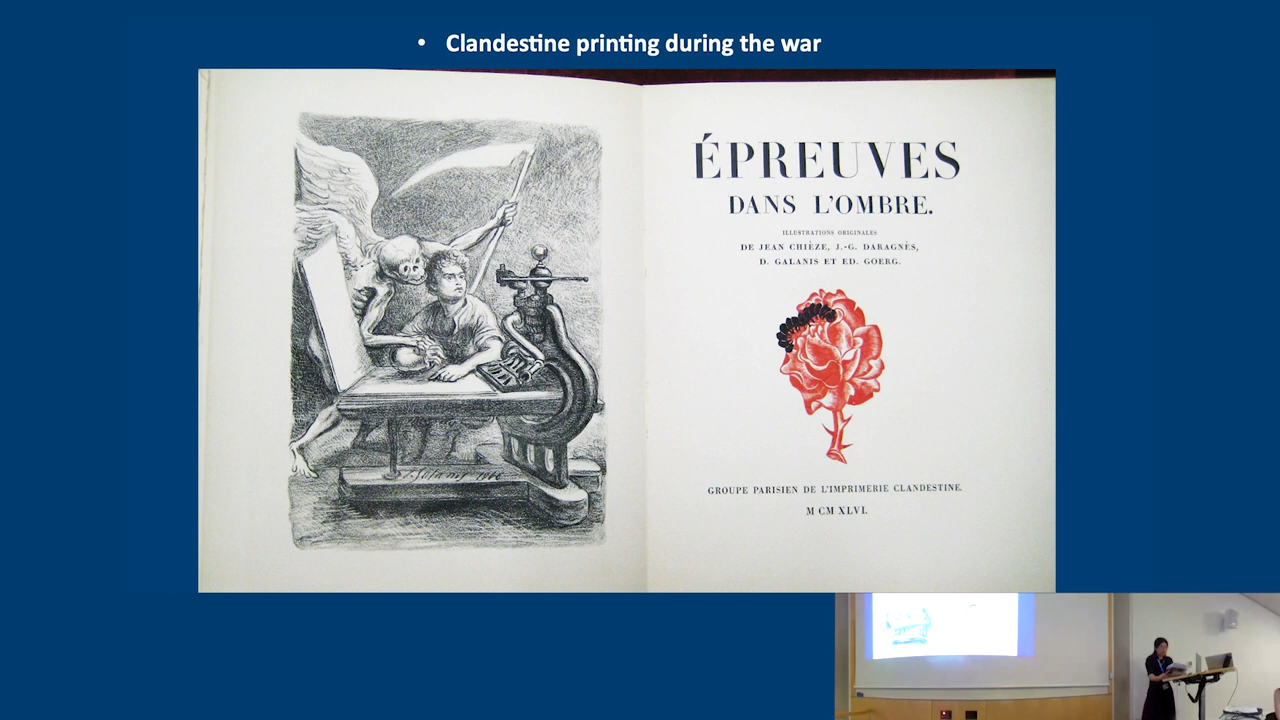 • Clandestine printing during the war
ÉPREUVES
DANS L'OMBRE.
ILLUSTRATIONS ORIGINALES
DE JEAN CHIÈZE, J.-G. DARAGNÈS,
D. GALANIS ET ED. GOERG.
GROUPE PARISIEN DE L'IMPRIMERIE CLANDESTINE.
M CM XLVI.